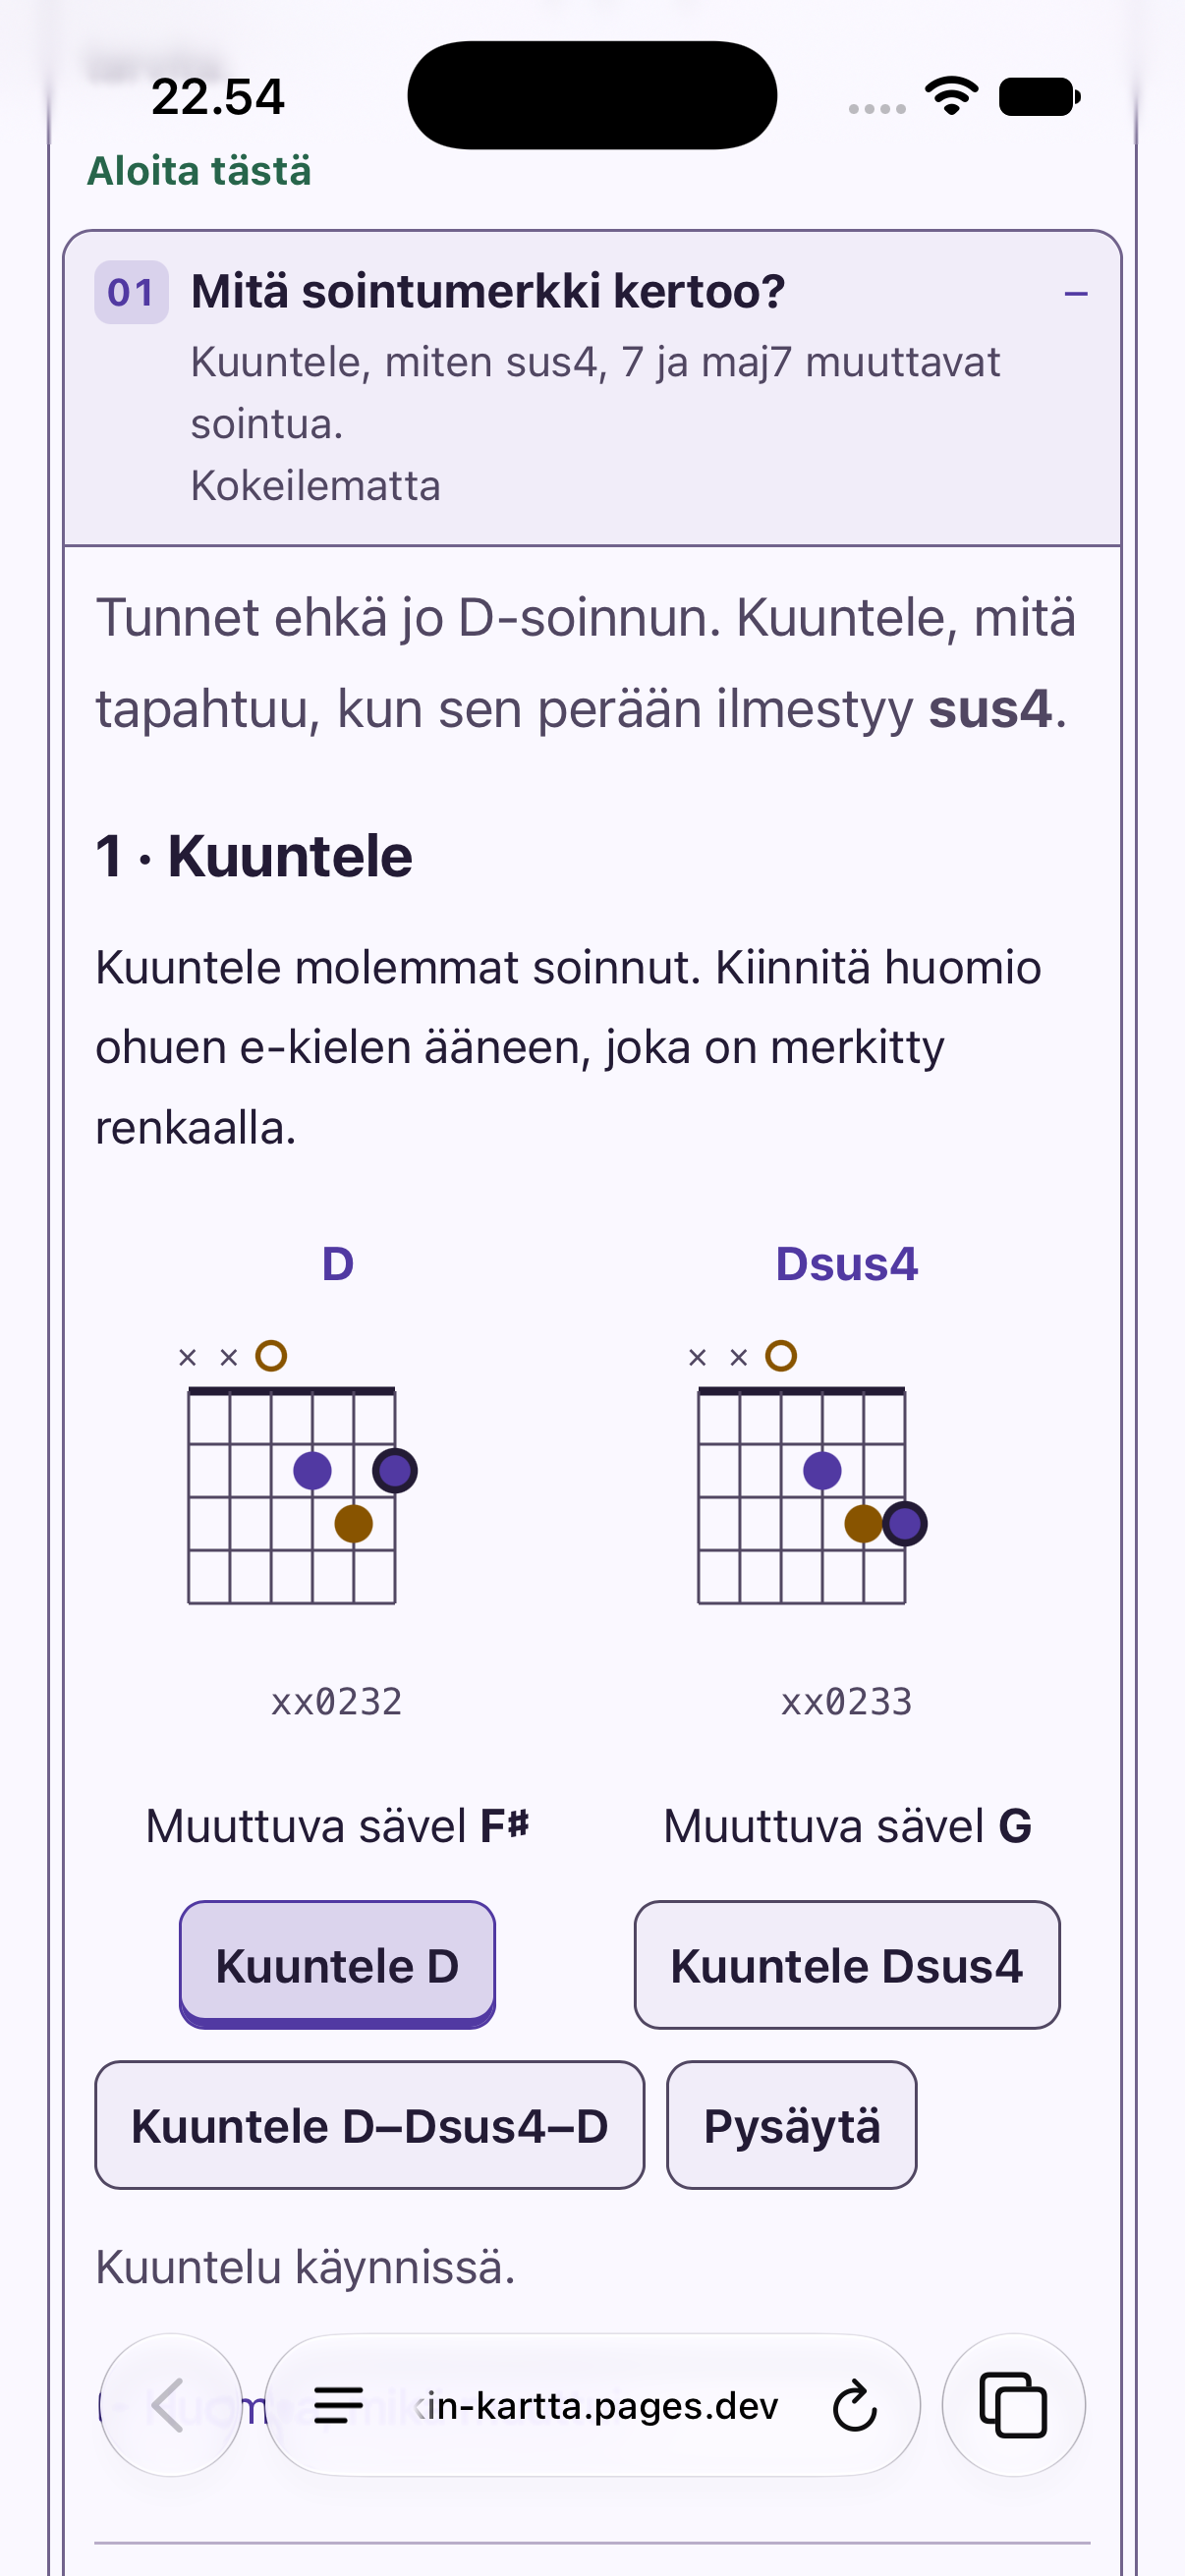 22.54
Aloita tästä
01 Mitä sointumerkki kertoo? –
Kuuntele, miten sus4, 7 ja maj7 muuttavat
sointua.
Kokeilematta
Tunnet ehkä jo D-soinnun. Kuuntele, mitä
tapahtuu, kun sen perään ilmestyy sus4.
1 · Kuuntele
Kuuntele molemmat soinnut. Kiinnitä huomio
ohuen e-kielen ääneen, joka on merkitty
renkaalla.
D Dsus4
× × × ×
xx0232 xx0233
Muuttuva sävel F♯ Muuttuva sävel G
Kuuntele D Kuuntele Dsus4
Kuuntele D–Dsus4–D Pysäytä
Kuuntelu käynnissä.
in-kartta.pages.dev